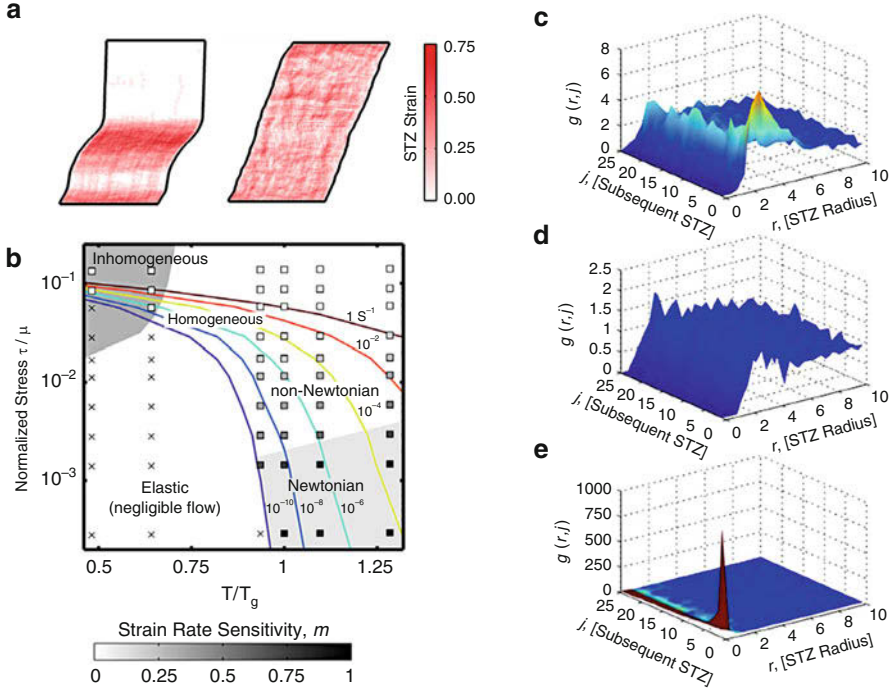 a
0.75
0.50
0.25
0.00
STZ Strain
b
Inhomogeneous
Homogeneous
1 S⁻¹
10⁻²
non-Newtonian
10⁻⁴
Elastic
(negligible flow)
Newtonian
10⁻¹⁰
10⁻⁸
10⁻⁶
10⁻¹
10⁻²
10⁻³
Normalized Stress τ / μ
0.5
0.75
1
1.25
T/Tg
Strain Rate Sensitivity, m
0
0.25
0.5
0.75
1
c
8
6
4
2
0
g (r,j)
25
20
15
10
5
0
j, [Subsequent STZ]
0
2
4
6
8
10
r, [STZ Radius]
d
2.5
2
1.5
1
0.5
0
g (r,j)
25
20
15
10
5
0
j, [Subsequent STZ]
0
2
4
6
8
10
r, [STZ Radius]
e
1000
750
500
250
0
g (r,j)
25
20
15
10
5
0
j, [Subsequent STZ]
0
2
4
6
8
10
r, [STZ Radius]